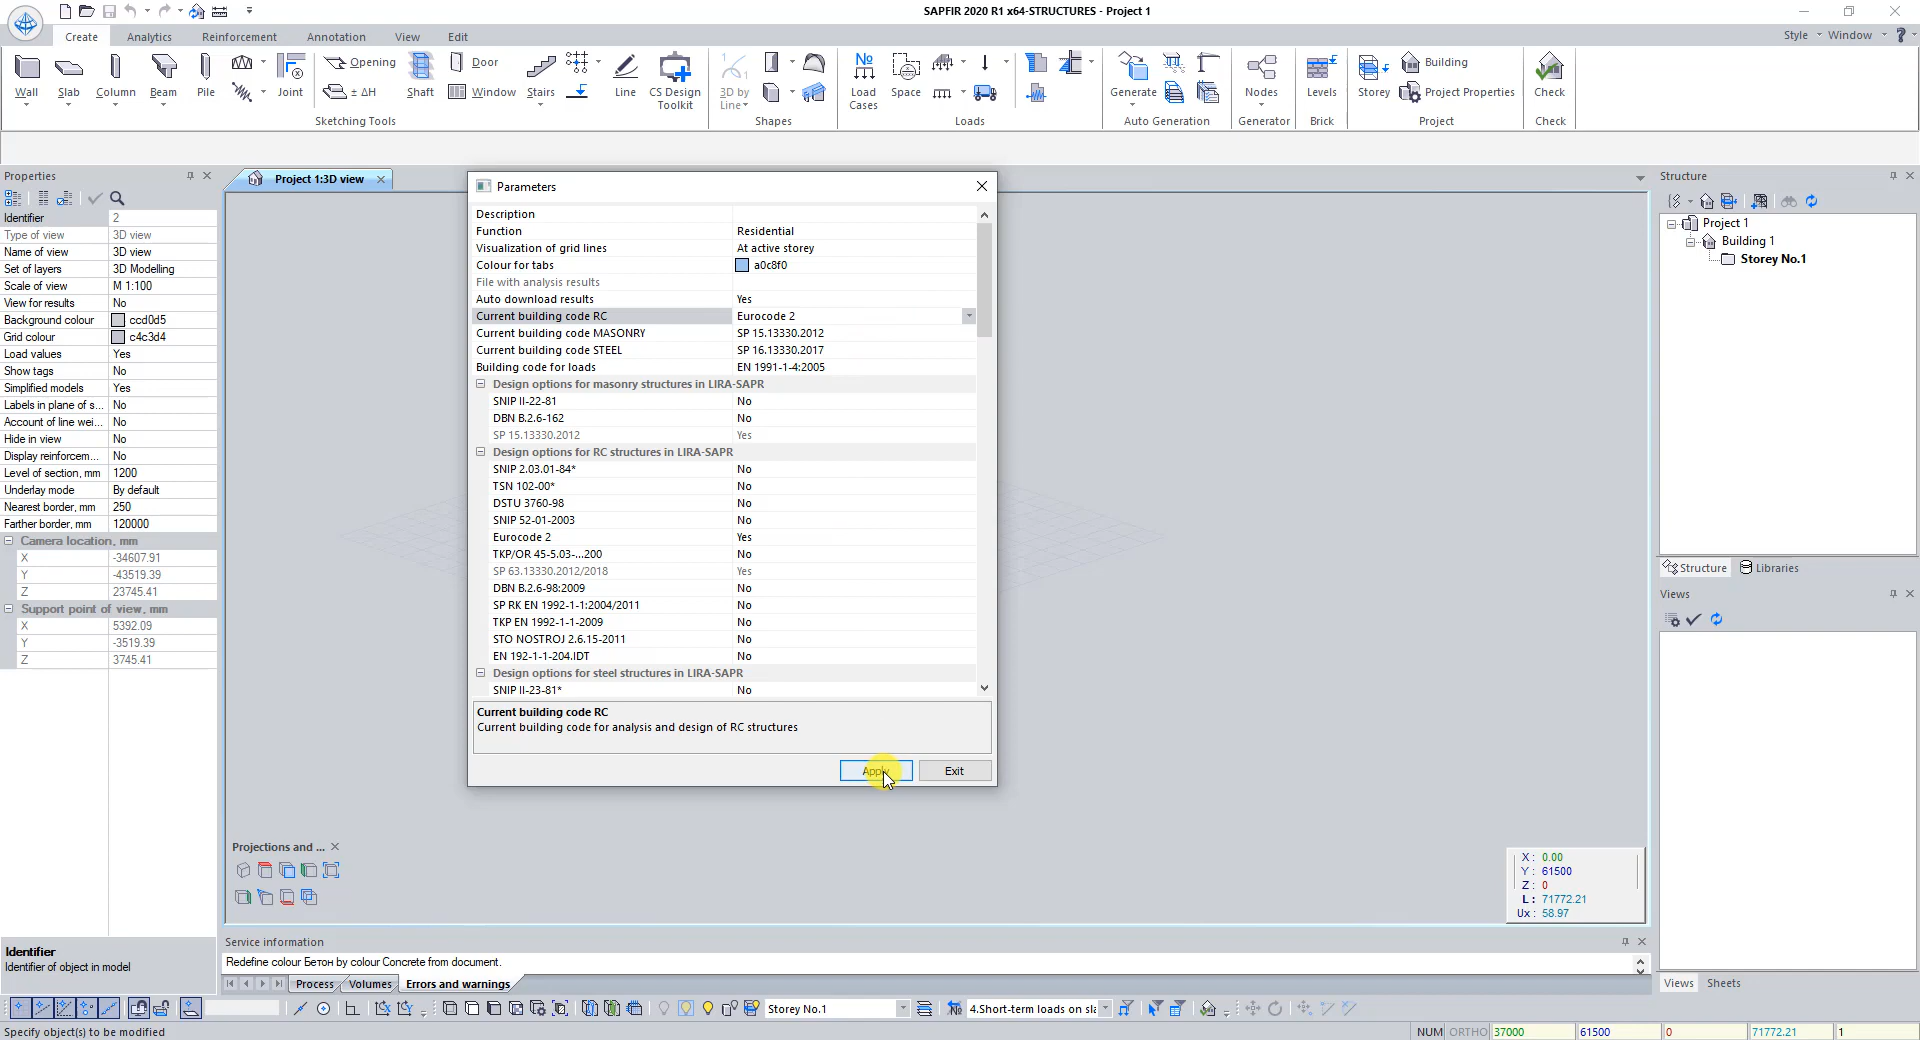 SAPFIR 2020 R1 x64-STRUCTURES - Project 1
Create Analytics Reinforcement Annotation View Edit
Style Window ?
Wall Slab Column Beam Pile Joint Opening ± ΔH Shaft Door Window Stairs Line CS Design Toolkit
Sketching Tools
3D by Line
Shapes
Load Cases Space
Loads
Generate
Auto Generation
Nodes
Generator
Levels
Brick
Storey Building Project Properties
Project
Check
Check
Properties
Identifier 2
Type of view 3D view
Name of view 3D view
Set of layers 3D Modelling
Scale of view M 1:100
View for results No
Background colour ccd0d5
Grid colour c4c3d4
Load values Yes
Show tags No
Simplified models Yes
Labels in plane of s... No
Account of line wei... No
Hide in view No
Display reinforcem... No
Level of section, mm 1200
Underlay mode By default
Nearest border, mm 250
Farther border, mm 120000
Camera location, mm
X -34607.91
Y -43519.39
Z 23745.41
Support point of view, mm
X 5392.09
Y -3519.39
Z 3745.41
Identifier
Identifier of object in model
Project 1:3D view
Parameters
Description
Function Residential
Visualization of grid lines At active storey
Colour for tabs a0c8f0
File with analysis results
Auto download results Yes
Current building code RC Eurocode 2
Current building code MASONRY SP 15.13330.2012
Current building code STEEL SP 16.13330.2017
Building code for loads EN 1991-1-4:2005
Design options for masonry structures in LIRA-SAPR
SNIP II-22-81 No
DBN B.2.6-162 No
SP 15.13330.2012 Yes
Design options for RC structures in LIRA-SAPR
SNIP 2.03.01-84* No
TSN 102-00* No
DSTU 3760-98 No
SNIP 52-01-2003 No
Eurocode 2 Yes
TKP/OR 45-5.03-...200 No
SP 63.13330.2012/2018 Yes
DBN B.2.6-98:2009 No
SP RK EN 1992-1-1:2004/2011 No
TKP EN 1992-1-1-2009 No
STO NOSTROJ 2.6.15-2011 No
EN 192-1-1-204.IDT No
Design options for steel structures in LIRA-SAPR
SNIP II-23-81* No
Current building code RC
Current building code for analysis and design of RC structures
Apply Exit
Projections and ...
X: 0.00
Y: 61500
Z: 0
L: 71772.21
Ux: 58.97
Structure
Project 1
Building 1
Storey No.1
Structure Libraries
Views
Views Sheets
Service information
Redefine colour Бетон by colour Concrete from document.
Process Volumes Errors and warnings
Storey No.1
4.Short-term loads on sla
Specify object(s) to be modified
NUM ORTHO 37000 61500 0 71772.21 1